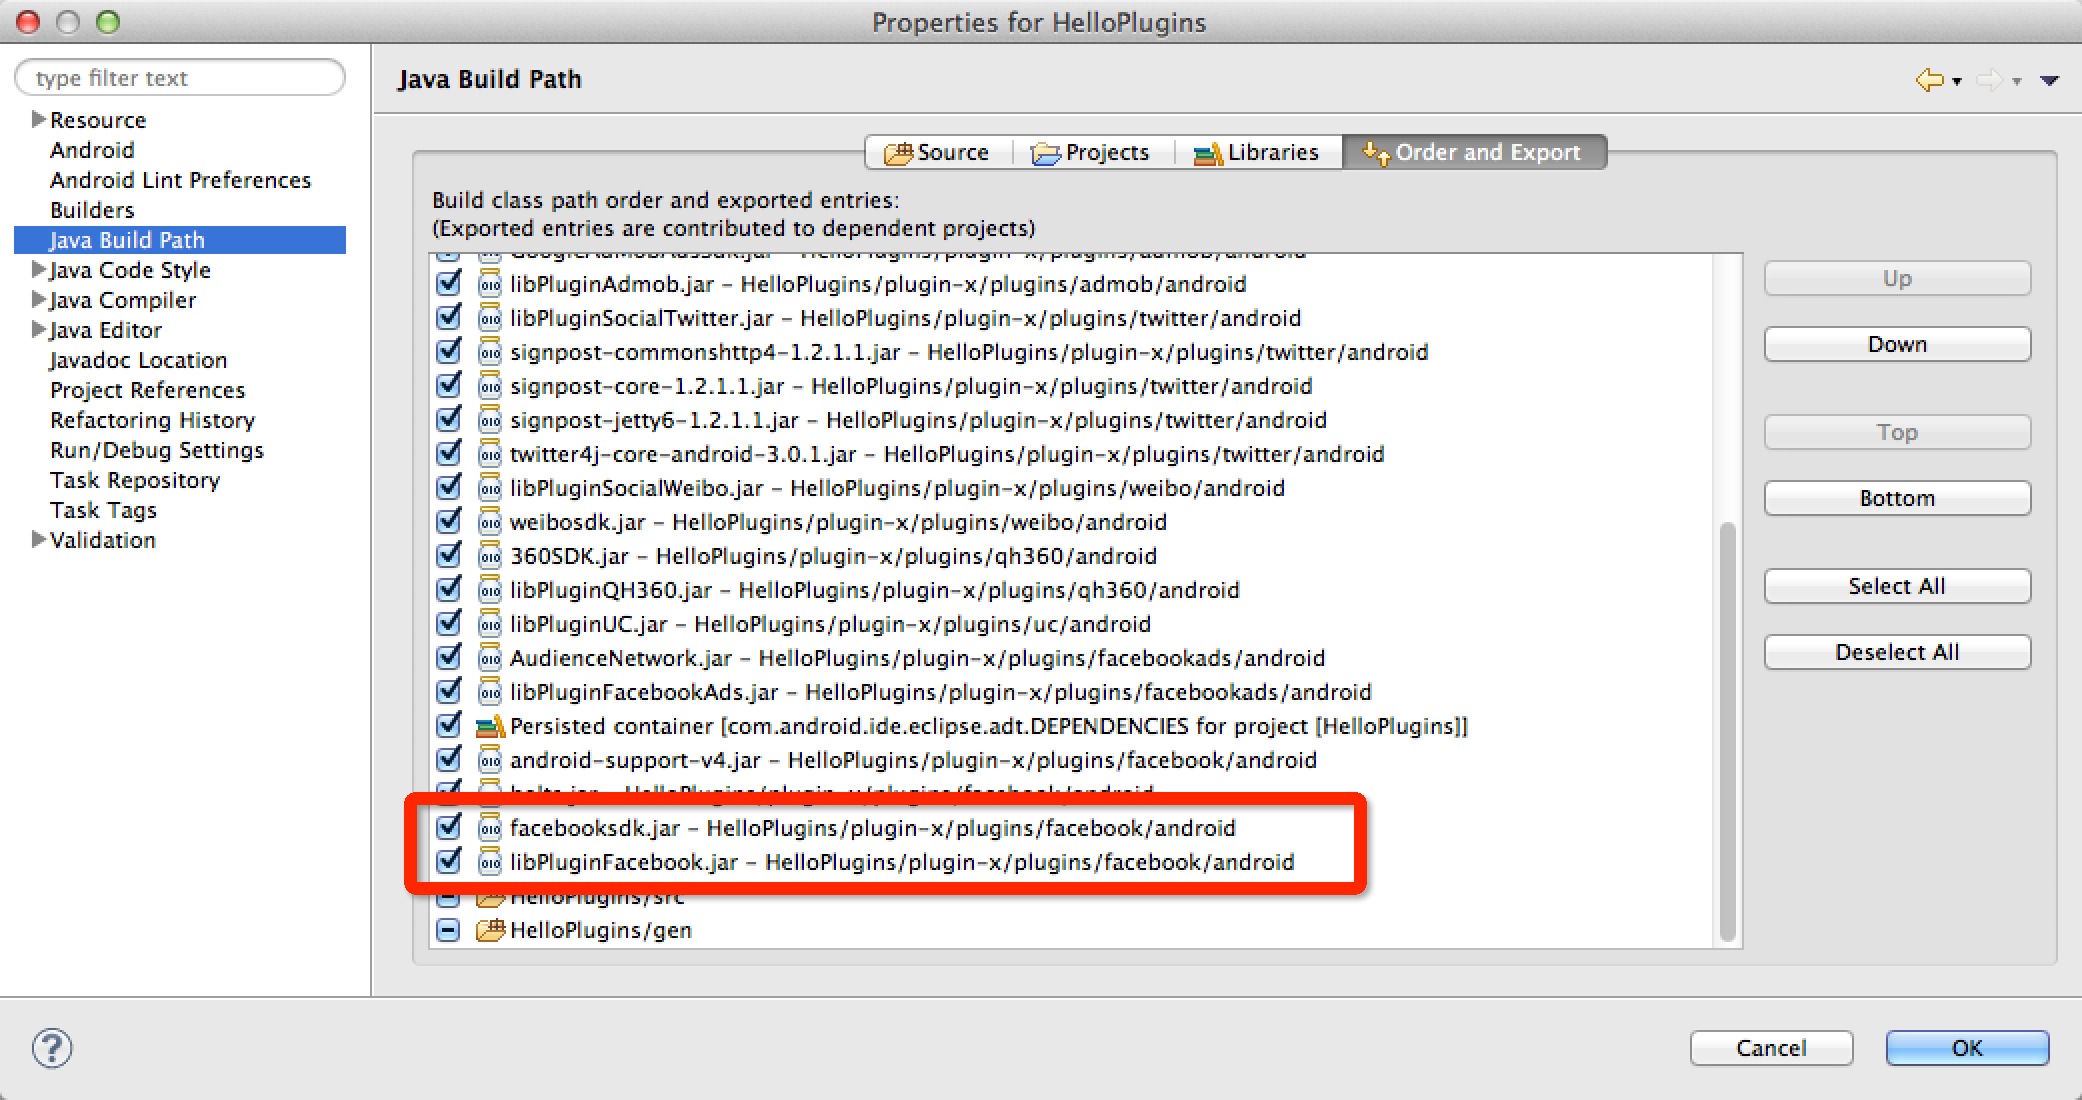 Properties for HelloPlugins
type filter text
Resource
Android
Android Lint Preferences
Builders
Java Build Path
Java Code Style
Java Compiler
Java Editor
Javadoc Location
Project References
Refactoring History
Run/Debug Settings
Task Repository
Task Tags
Validation
Java Build Path
Source Projects Libraries Order and Export
Build class path order and exported entries:
(Exported entries are contributed to dependent projects)
libPluginAdmob.jar - HelloPlugins/plugin-x/plugins/admob/android
libPluginSocialTwitter.jar - HelloPlugins/plugin-x/plugins/twitter/android
signpost-commonshttp4-1.2.1.1.jar - HelloPlugins/plugin-x/plugins/twitter/android
signpost-core-1.2.1.1.jar - HelloPlugins/plugin-x/plugins/twitter/android
signpost-jetty6-1.2.1.1.jar - HelloPlugins/plugin-x/plugins/twitter/android
twitter4j-core-android-3.0.1.jar - HelloPlugins/plugin-x/plugins/twitter/android
libPluginSocialWeibo.jar - HelloPlugins/plugin-x/plugins/weibo/android
weibosdk.jar - HelloPlugins/plugin-x/plugins/weibo/android
360SDK.jar - HelloPlugins/plugin-x/plugins/qh360/android
libPluginQH360.jar - HelloPlugins/plugin-x/plugins/qh360/android
libPluginUC.jar - HelloPlugins/plugin-x/plugins/uc/android
AudienceNetwork.jar - HelloPlugins/plugin-x/plugins/facebookads/android
libPluginFacebookAds.jar - HelloPlugins/plugin-x/plugins/facebookads/android
Persisted container [com.android.ide.eclipse.adt.DEPENDENCIES for project [HelloPlugins]]
android-support-v4.jar - HelloPlugins/plugin-x/plugins/facebook/android
bolts.jar - HelloPlugins/plugin-x/plugins/facebook/android
facebooksdk.jar - HelloPlugins/plugin-x/plugins/facebook/android
libPluginFacebook.jar - HelloPlugins/plugin-x/plugins/facebook/android
HelloPlugins/src
HelloPlugins/gen
Up
Down
Top
Bottom
Select All
Deselect All
?
Cancel
OK